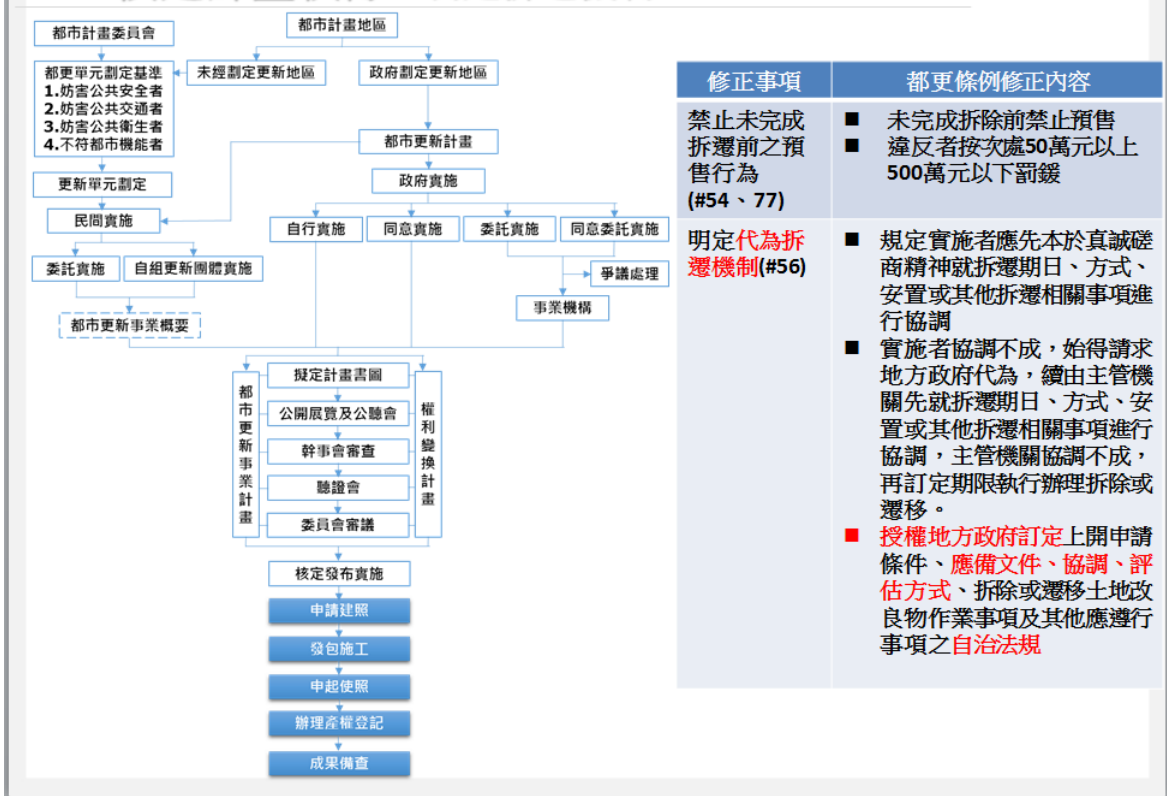 都市計畫委員會
都市計畫地區
都更單元劃定基準
1.妨害公共安全者
2.妨害公共交通者
3.妨害公共衛生者
4.不符都市機能者
未經劃定更新地區
政府劃定更新地區
都市更新計畫
更新單元劃定
政府實施
民間實施
自行實施
同意實施
委託實施
同意委託實施
委託實施
自組更新團體實施
爭議處理
事業機構
都市更新事業概要
都市更新事業計畫
擬定計畫書圖
公開展覽及公聽會
幹事會審查
聽證會
委員會審議
權利變換計畫
核定發布實施
申請建照
發包施工
申起使照
辦理產權登記
成果備查
修正事項
都更條例修正內容
禁止未完成
拆遷前之預
售行為
(#54、77)
■ 未完成拆除前禁止預售
■ 違反者按次處50萬元以上
500萬元以下罰鍰
明定代為拆
遷機制(#56)
■ 規定實施者應先本於真誠磋
商精神就拆遷期日、方式、
安置或其他拆遷相關事項進
行協調
■ 實施者協調不成，始得請求
地方政府代為，續由主管機
關先就拆遷期日、方式、安
置或其他拆遷相關事項進行
協調，主管機關協調不成，
再訂定期限執行辦理拆除或
遷移。
■ 授權地方政府訂定上開申請
條件、應備文件、協調、評
估方式、拆除或遷移土地改
良物作業事項及其他應遵行
事項之自治法規